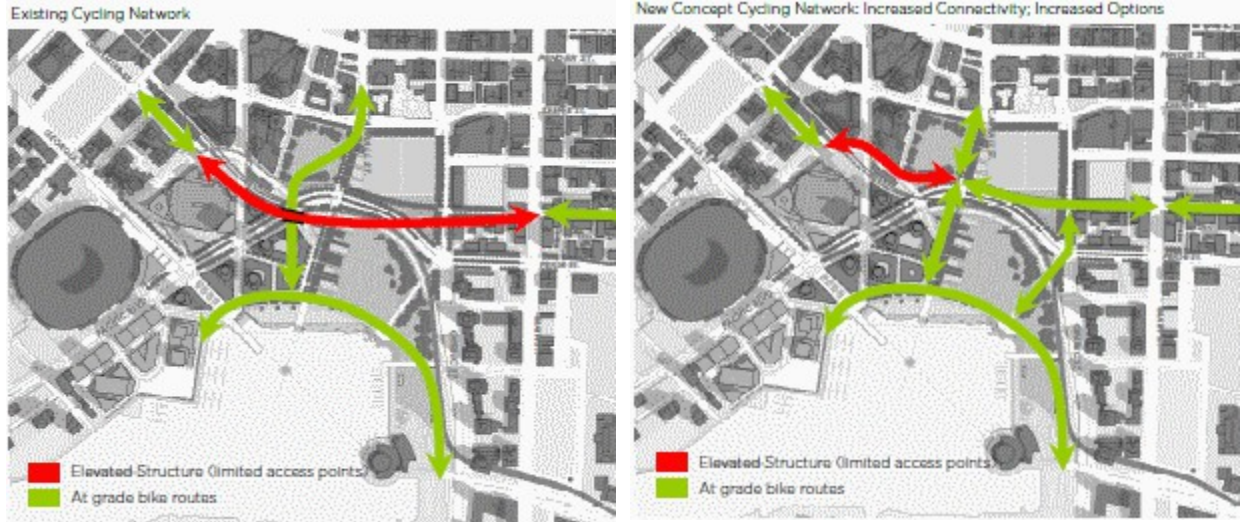 Existing Cycling Network
New Concept Cycling Network: Increased Connectivity; Increased Options
Elevated Structure (limited access points)
At grade bike routes
Elevated Structure (limited access points)
At grade bike routes